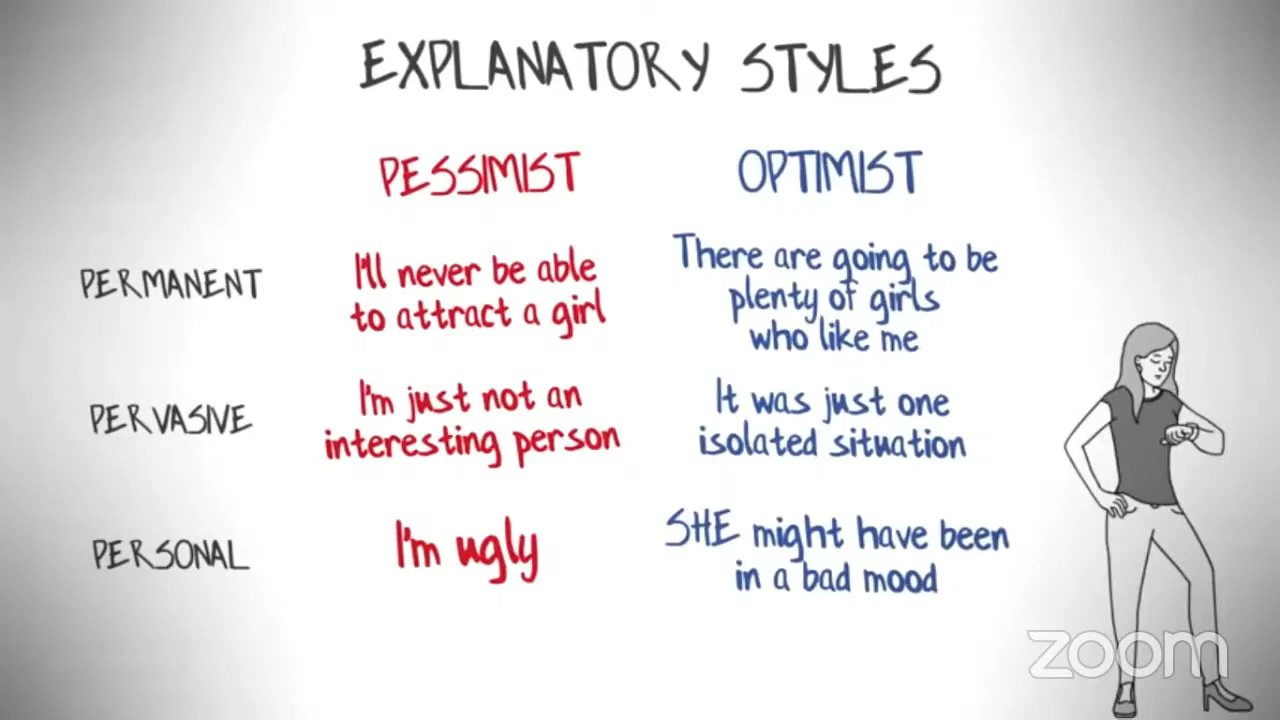 EXPLANATORY STYLES
PESSIMIST OPTIMIST
PERMANENT
I'll never be able
to attract a girl
There are going to be
plenty of girls
who like me
PERVASIVE
I'm just not an
interesting person
It was just one
isolated situation
PERSONAL
I'm ugly
SHE might have been
in a bad mood
zoom